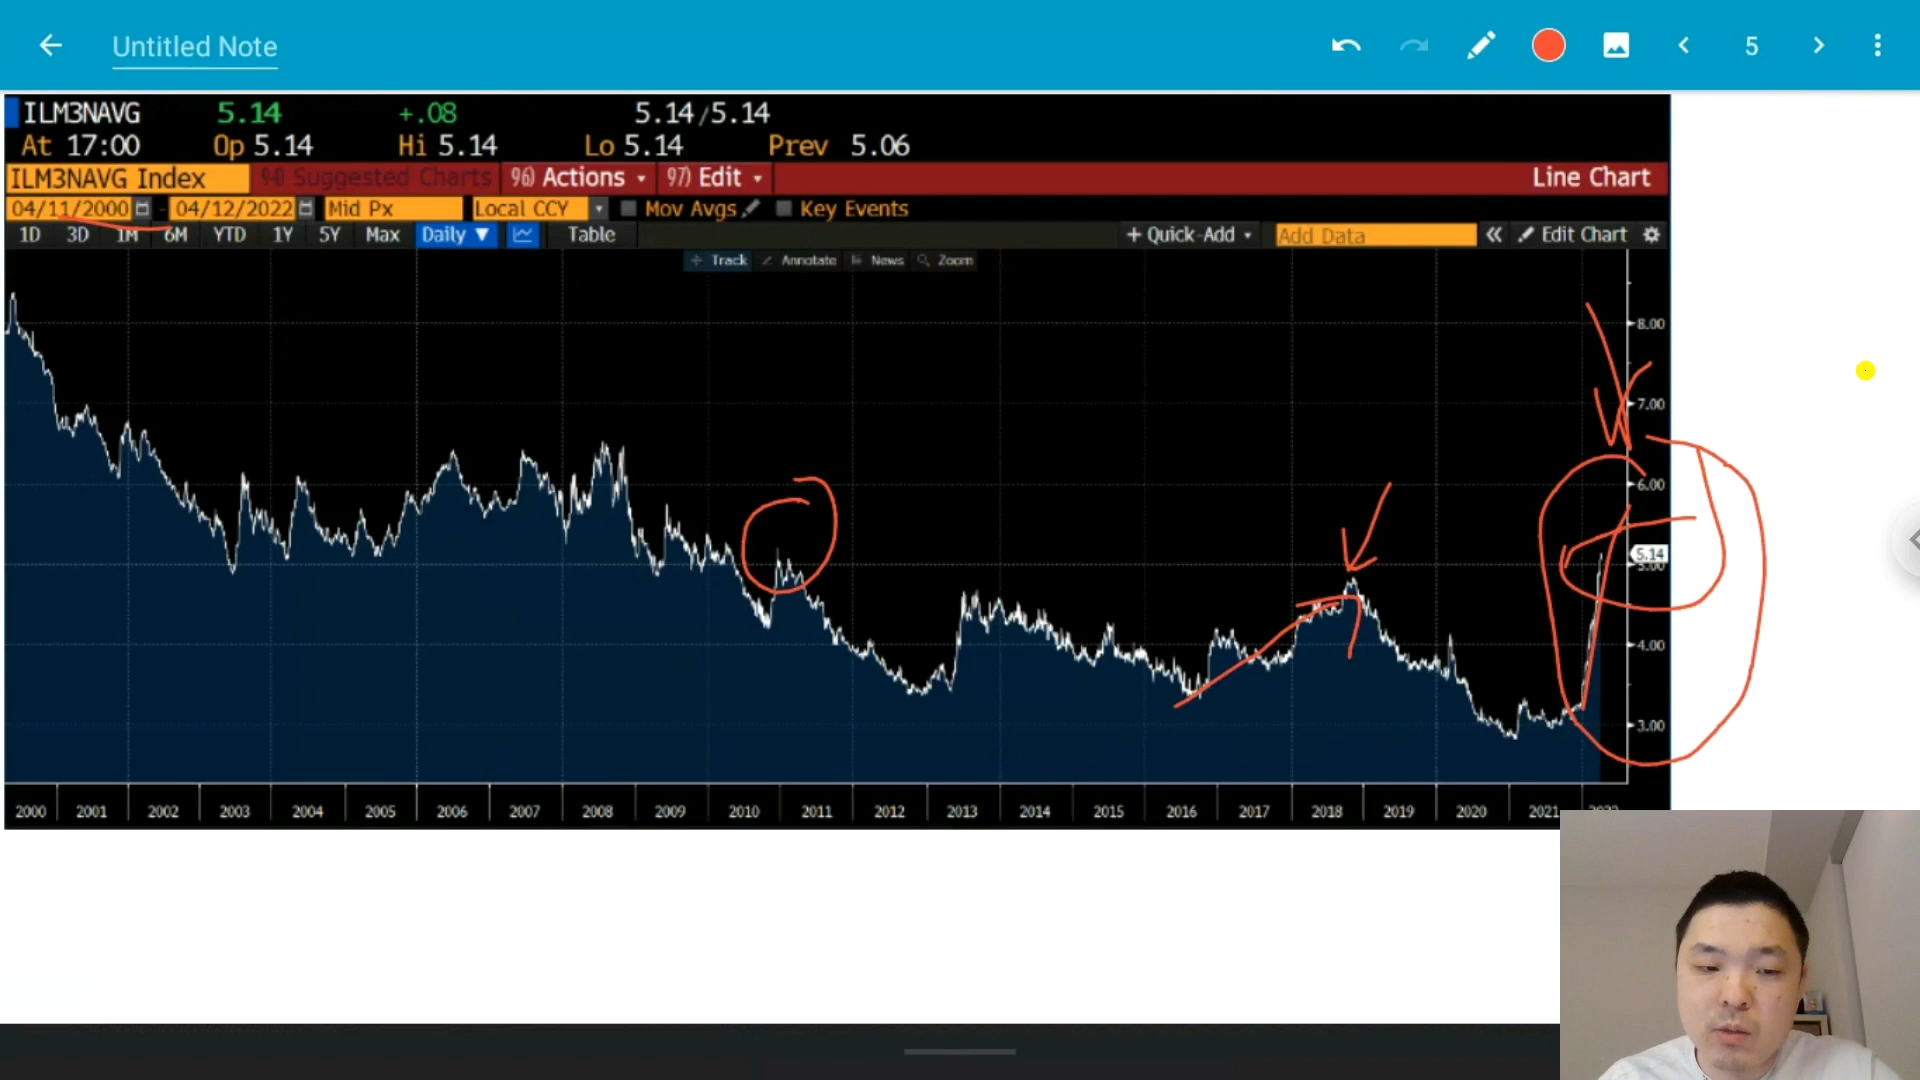 Untitled Note
5
ILM3NAVG 5.14 +.08 5.14/5.14
At 17:00 Op 5.14 Hi 5.14 Lo 5.14 Prev 5.06
ILM3NAVG Index 94) Suggested Charts 96) Actions 97) Edit Line Chart
04/11/2000 - 04/12/2022 Mid Px Local CCY Mov Avgs Key Events
1D 3D 1M 6M YTD 1Y 5Y Max Daily ▼ Table + Quick-Add Add Data « Edit Chart
Track Annotate News Zoom
8.00
7.00
6.00
5.14
5.00
4.00
3.00
2000 2001 2002 2003 2004 2005 2006 2007 2008 2009 2010 2011 2012 2013 2014 2015 2016 2017 2018 2019 2020 2021